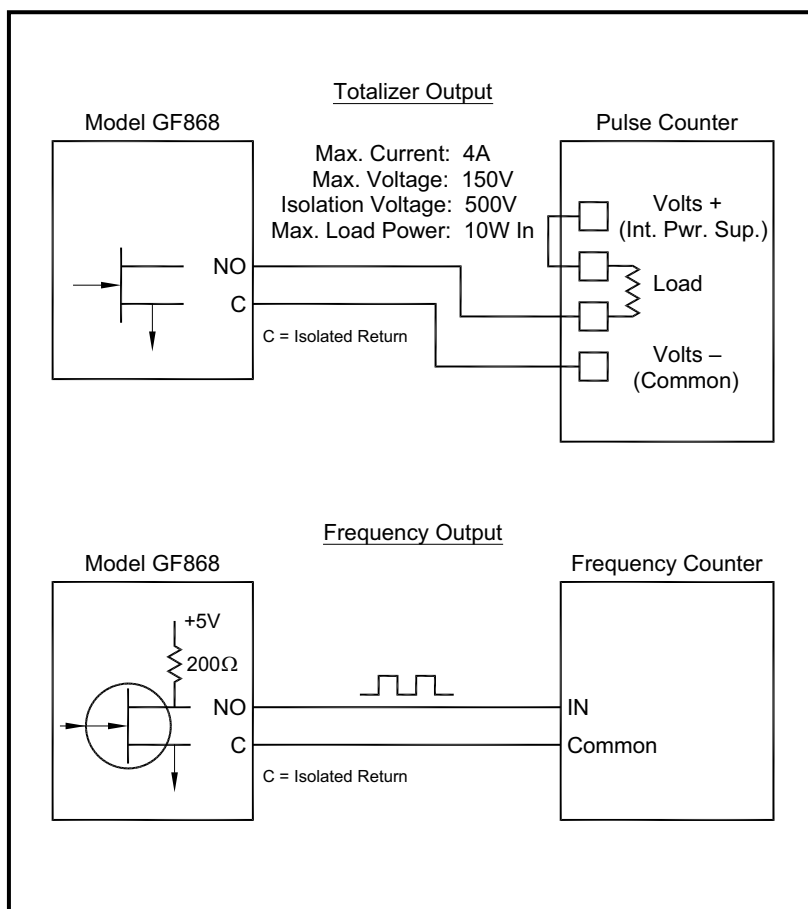 Totalizer Output
Model GF868
Pulse Counter
Max. Current: 4A
Max. Voltage: 150V
Isolation Voltage: 500V
Max. Load Power: 10W In
Volts +
(Int. Pwr. Sup.)
NO
Load
C
C = Isolated Return
Volts –
(Common)
Frequency Output
Model GF868
Frequency Counter
+5V
200Ω
NO
IN
C
Common
C = Isolated Return